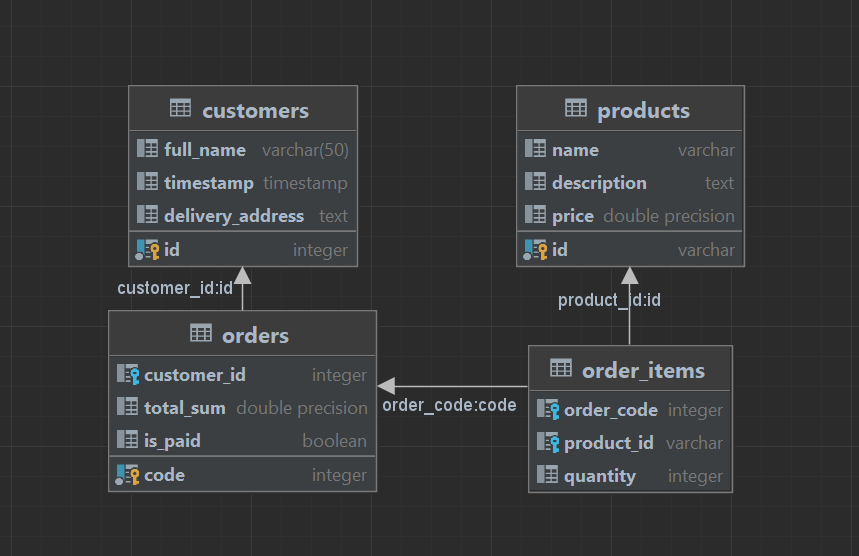 customers
full_name varchar(50)
timestamp timestamp
delivery_address text
id integer
products
name varchar
description text
price double precision
id varchar
customer_id:id
product_id:id
orders
customer_id integer
total_sum double precision
is_paid boolean
code integer
order_code:code
order_items
order_code integer
product_id varchar
quantity integer